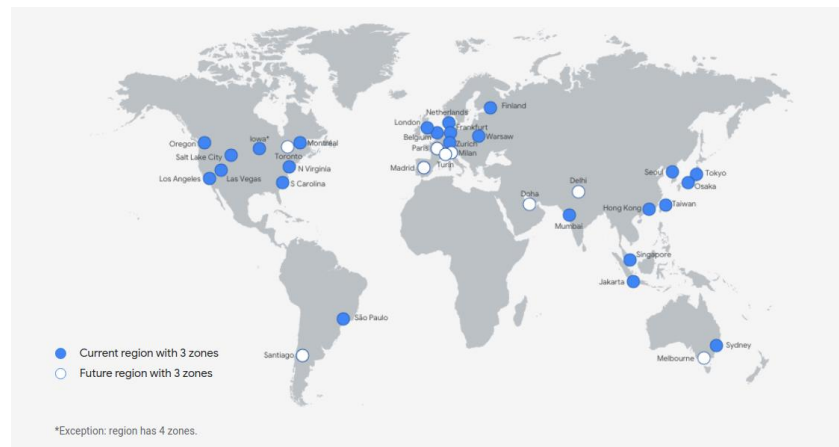 Finland
Netherlands
London
Frankfurt
Belgium
Warsaw
Oregon
Iowa*
Montréal
Paris
Zurich
Salt Lake City
Toronto
Milan
Turin
N Virginia
Madrid
Seoul
Tokyo
Los Angeles
Las Vegas
S Carolina
Delhi
Osaka
Doha
Hong Kong
Taiwan
Mumbai
Singapore
Jakarta
São Paulo
Sydney
Santiago
Melbourne
Current region with 3 zones
Future region with 3 zones
*Exception: region has 4 zones.